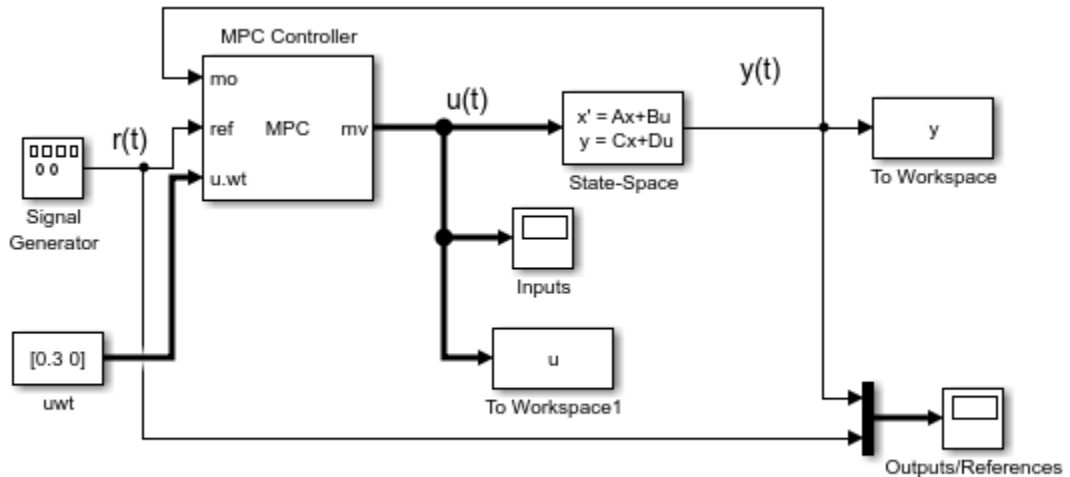 MPC Controller
mo
ref
MPC
mv
u.wt
r(t)
u(t)
y(t)
x' = Ax+Bu
y = Cx+Du
State-Space
y
To Workspace
Signal
Generator
Inputs
[0.3 0]
uwt
u
To Workspace1
Outputs/References